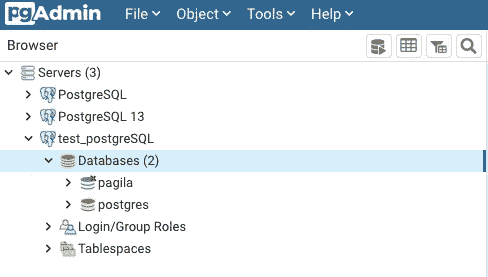 pgAdmin File Object Tools Help
Browser
Servers (3)
PostgreSQL
PostgreSQL 13
test_postgreSQL
Databases (2)
pagila
postgres
Login/Group Roles
Tablespaces